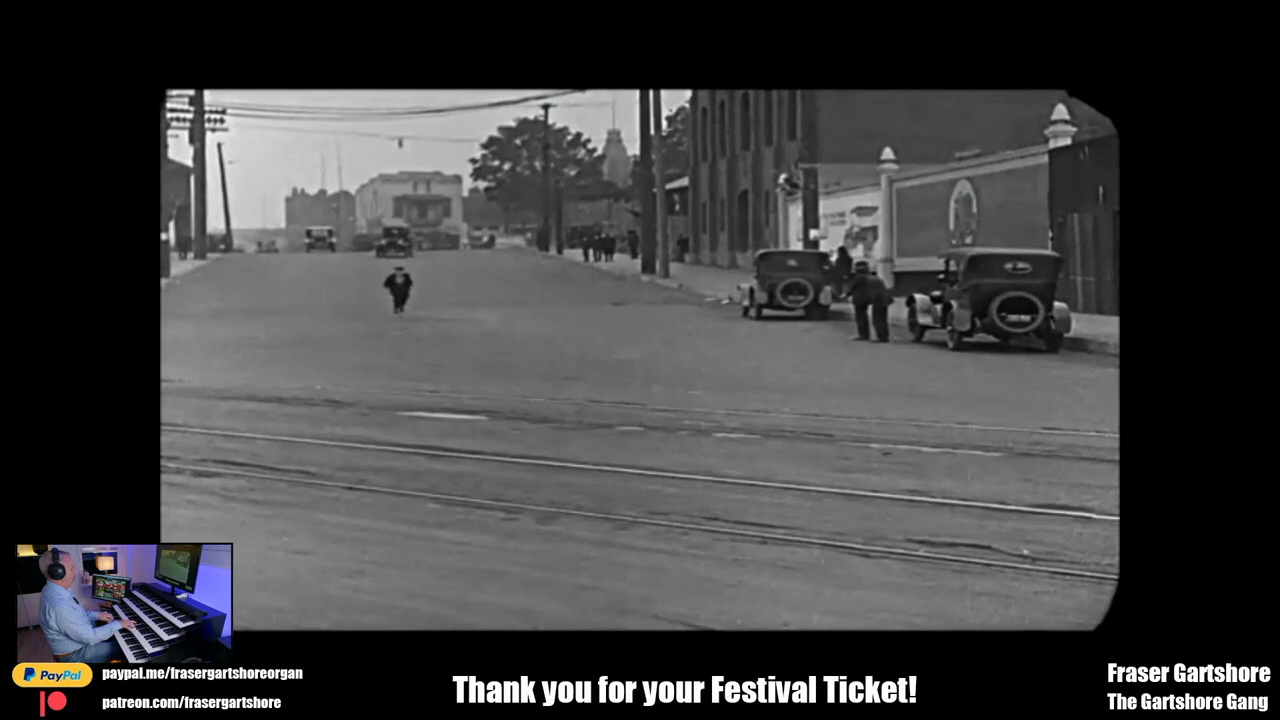 PayPal
paypal.me/frasergartshoreorgan
patreon.com/frasergartshore
Thank you for your Festival Ticket!
Fraser Gartshore
The Gartshore Gang